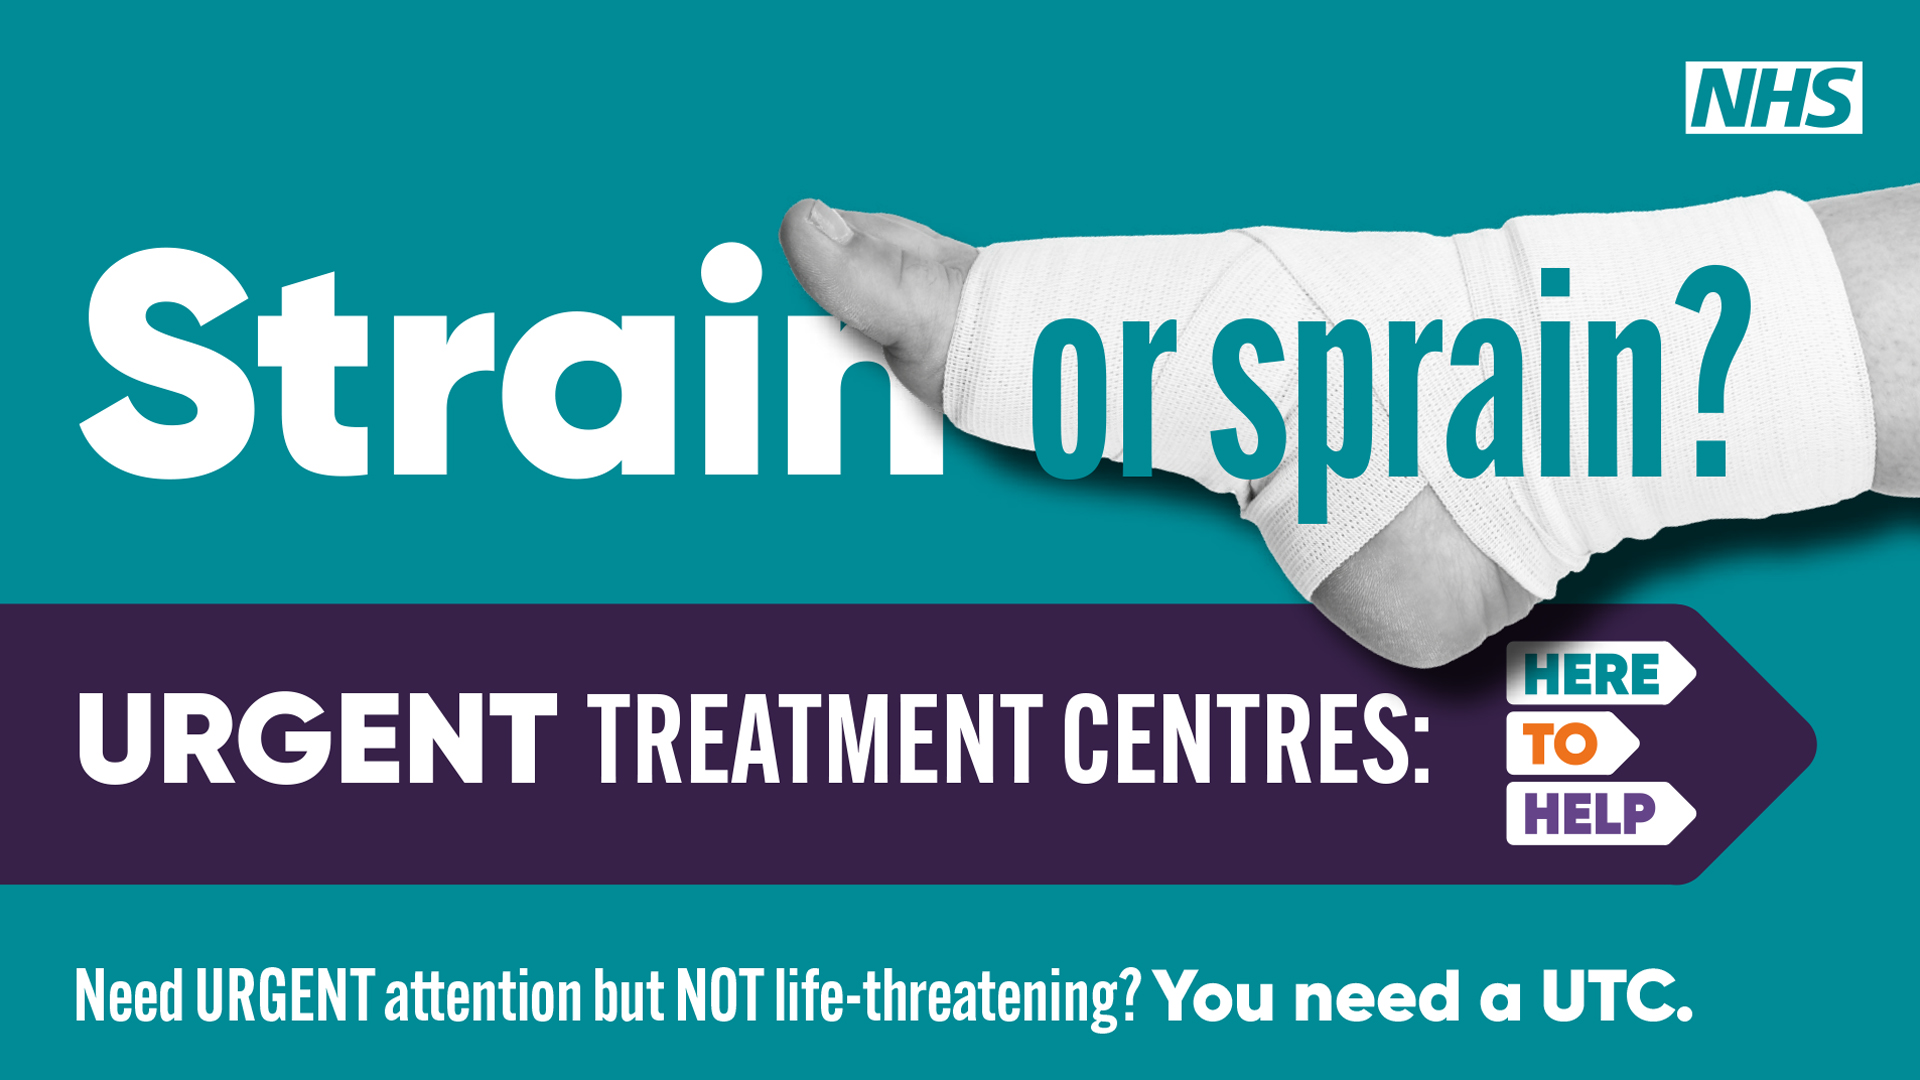 NHS
Strain or sprain?
URGENT TREATMENT CENTRES:
HERE
TO
HELP
Need URGENT attention but NOT life-threatening? You need a UTC.